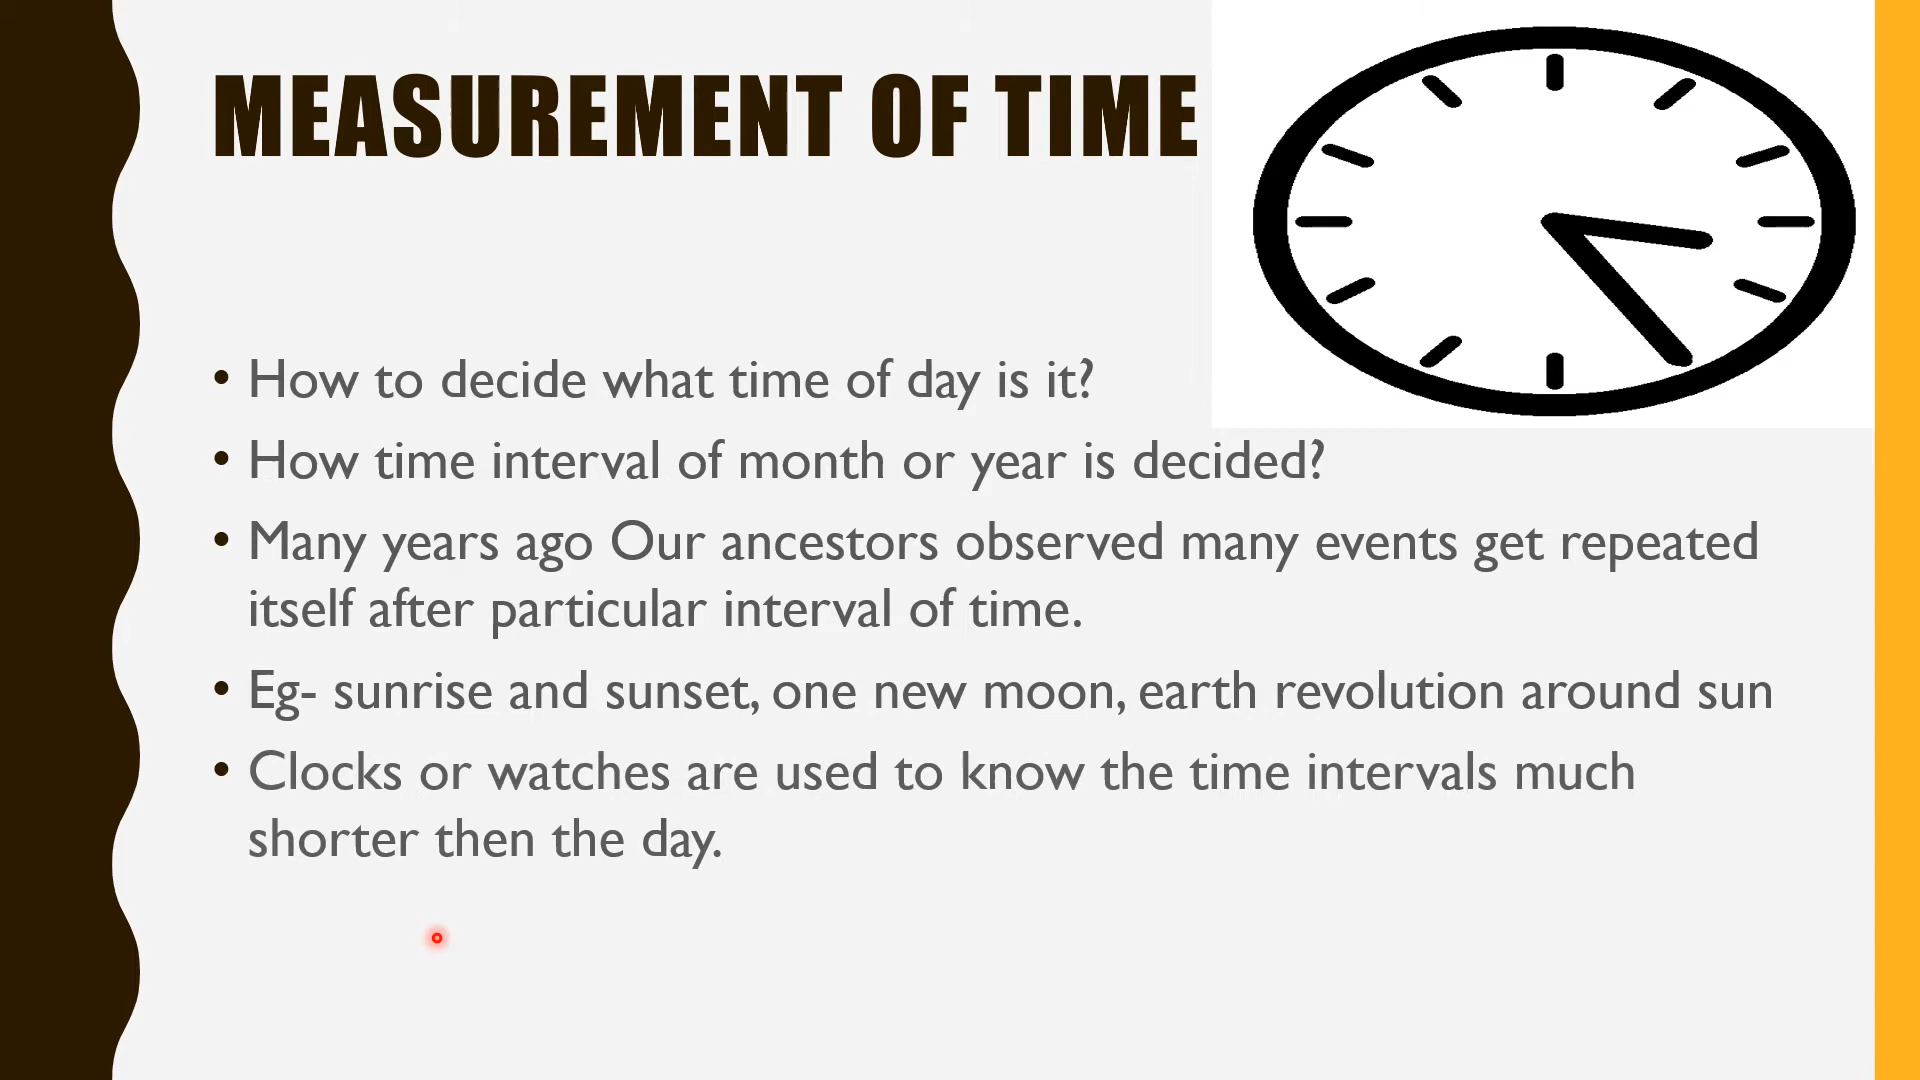 MEASUREMENT OF TIME
• How to decide what time of day is it?
• How time interval of month or year is decided?
• Many years ago Our ancestors observed many events get repeated
itself after particular interval of time.
• Eg- sunrise and sunset, one new moon, earth revolution around sun
• Clocks or watches are used to know the time intervals much
shorter then the day.